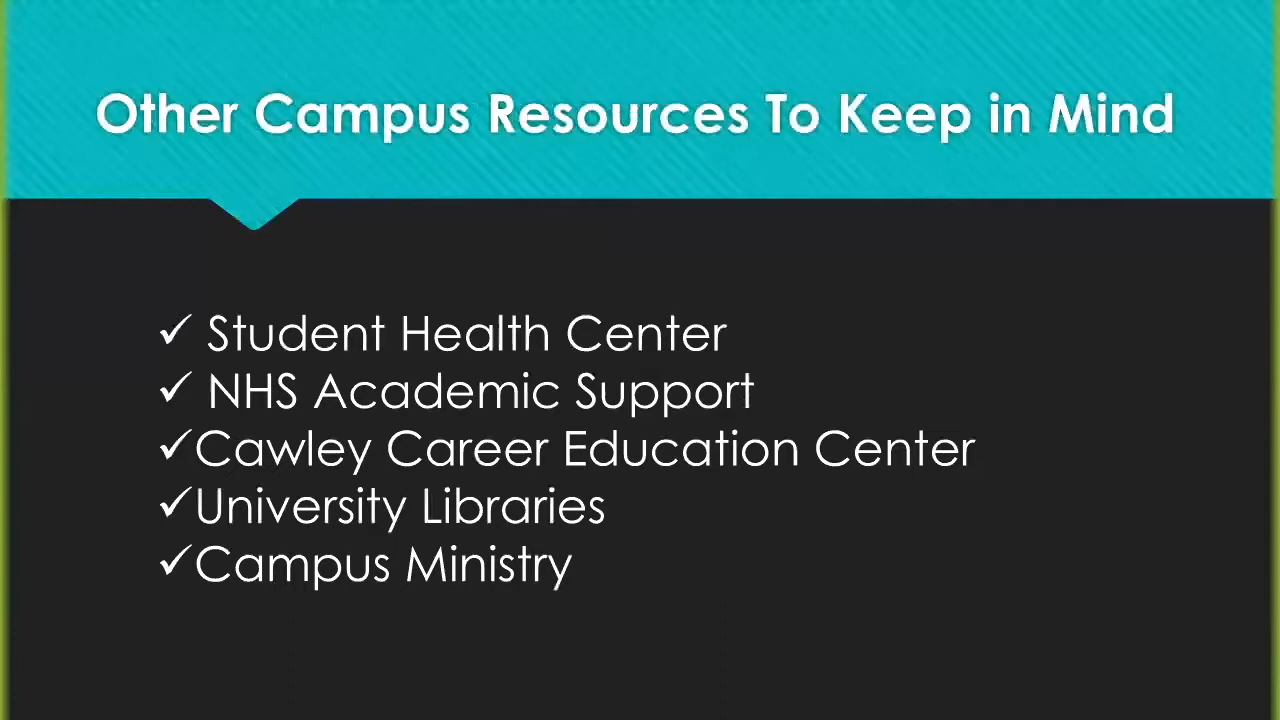 Other Campus Resources To Keep in Mind
✓ Student Health Center
✓ NHS Academic Support
✓Cawley Career Education Center
✓University Libraries
✓Campus Ministry